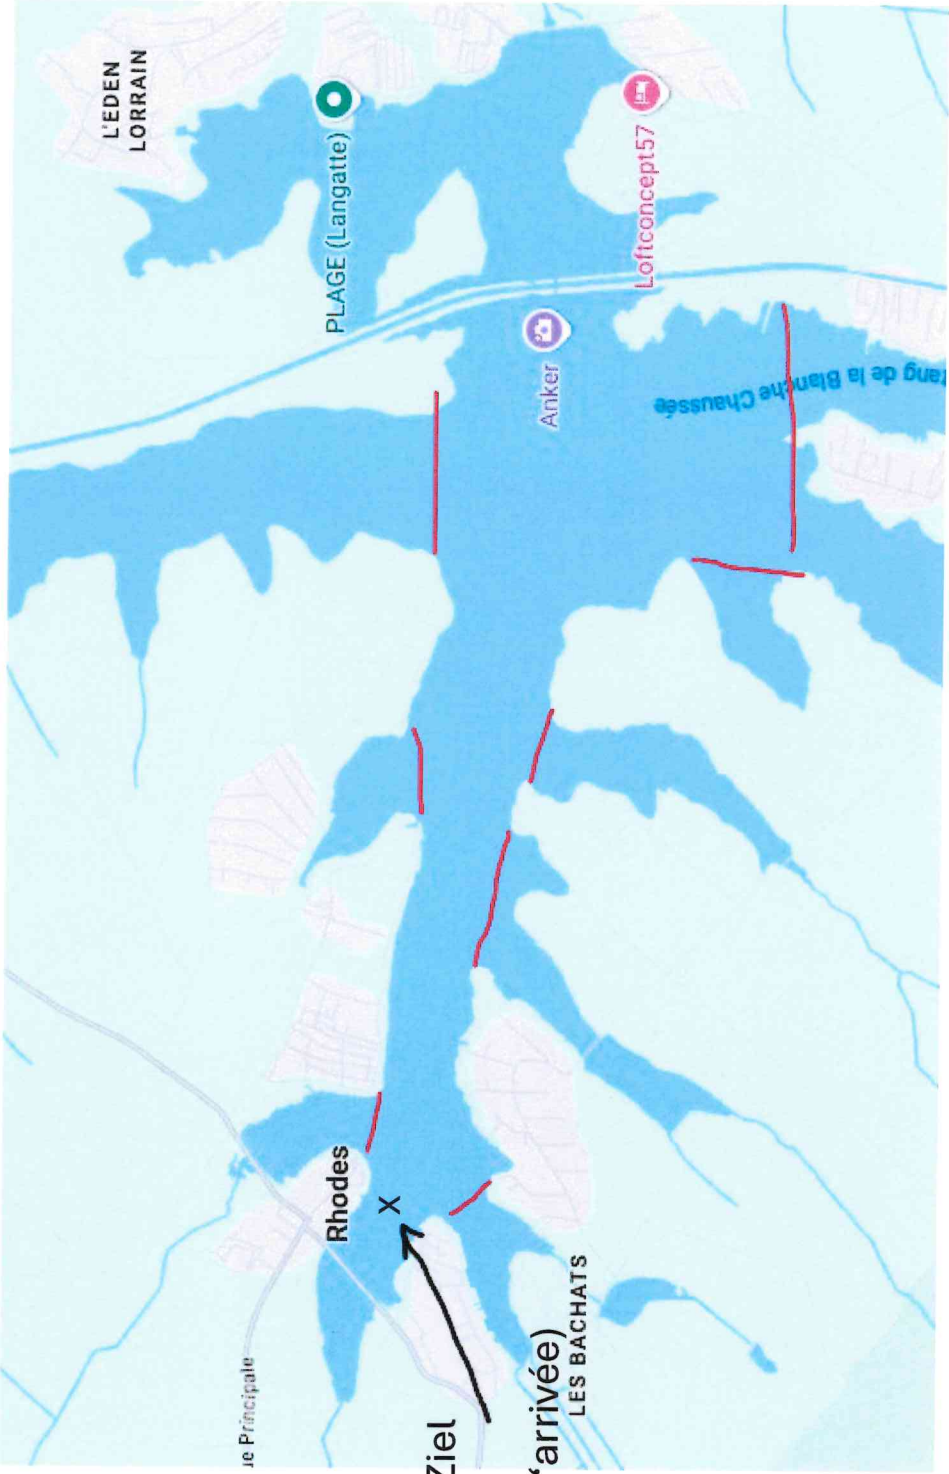 L'EDEN
LORRAIN
PLAGE (Langatte)
Loftconcept57
Anker
tang de la Blanche Chaussée
Rhodes
X
ue Principale
Ziel
'arrivée)
LES BACHATS